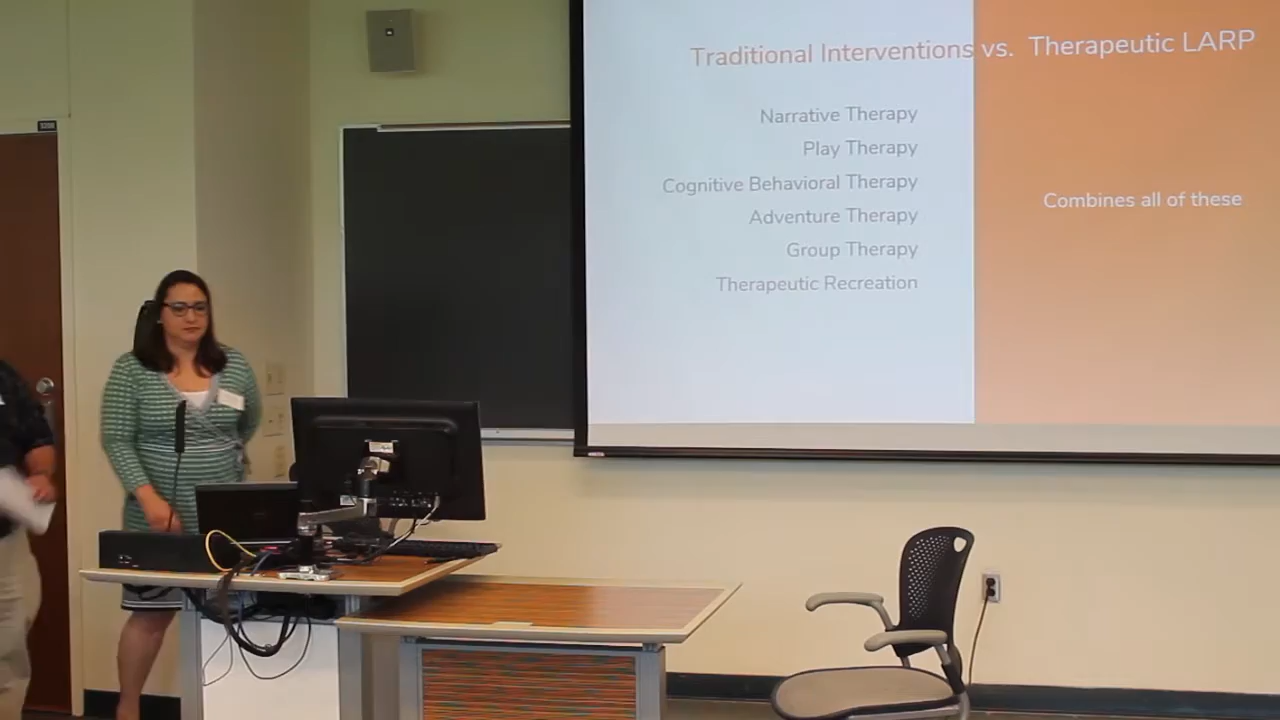 Traditional Interventions vs. Therapeutic LARP
Narrative Therapy
Play Therapy
Cognitive Behavioral Therapy
Adventure Therapy
Group Therapy
Therapeutic Recreation
Combines all of these